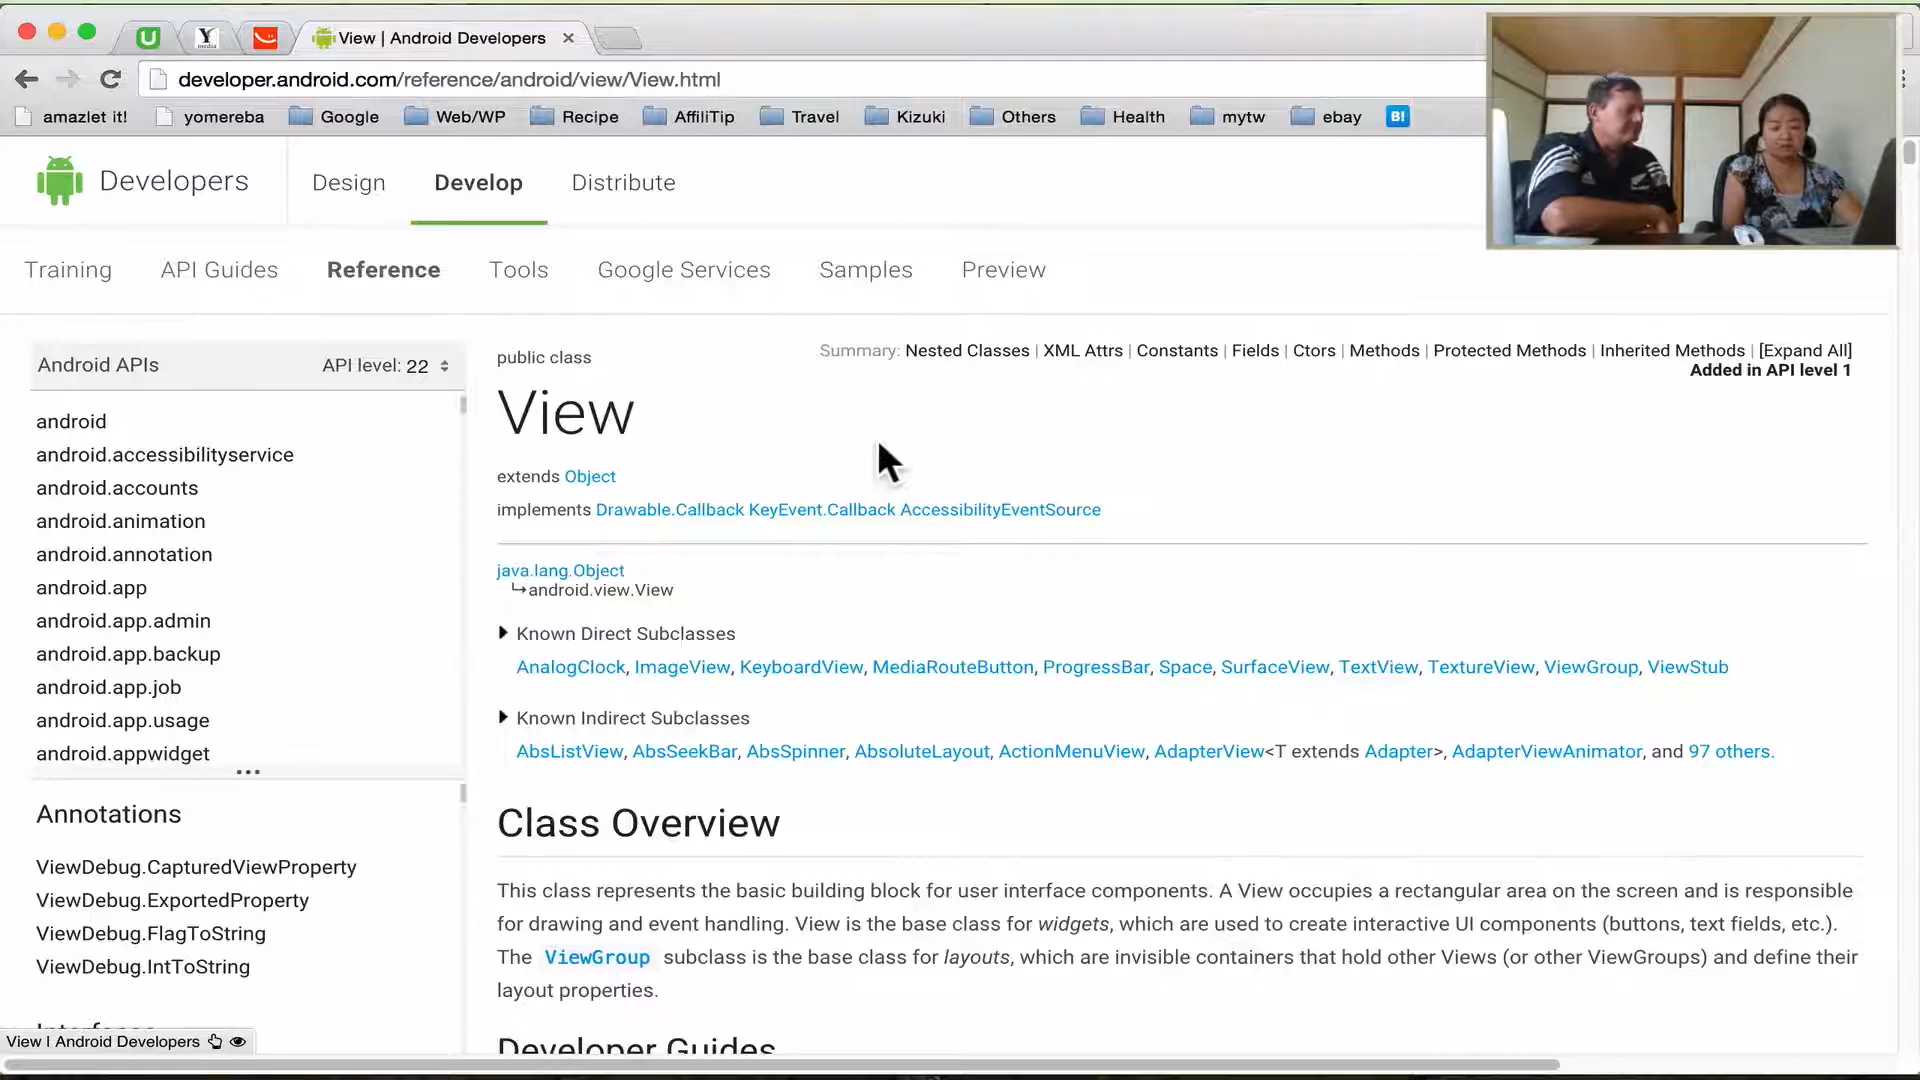 View | Android Developers
developer.android.com/reference/android/view/View.html
amazlet it! yomereba Google Web/WP Recipe AffiliTip Travel Kizuki Others Health mytw ebay B!
Developers Design Develop Distribute
Training API Guides Reference Tools Google Services Samples Preview
Android APIs API level: 22
android
android.accessibilityservice
android.accounts
android.animation
android.annotation
android.app
android.app.admin
android.app.backup
android.app.job
android.app.usage
android.appwidget
Annotations
ViewDebug.CapturedViewProperty
ViewDebug.ExportedProperty
ViewDebug.FlagToString
ViewDebug.IntToString
public class
Summary: Nested Classes | XML Attrs | Constants | Fields | Ctors | Methods | Protected Methods | Inherited Methods | [Expand All]
Added in API level 1
View
extends Object
implements Drawable.Callback KeyEvent.Callback AccessibilityEventSource
java.lang.Object
↳android.view.View
Known Direct Subclasses
AnalogClock, ImageView, KeyboardView, MediaRouteButton, ProgressBar, Space, SurfaceView, TextView, TextureView, ViewGroup, ViewStub
Known Indirect Subclasses
AbsListView, AbsSeekBar, AbsSpinner, AbsoluteLayout, ActionMenuView, AdapterView<T extends Adapter>, AdapterViewAnimator, and 97 others.
Class Overview
This class represents the basic building block for user interface components. A View occupies a rectangular area on the screen and is responsible
for drawing and event handling. View is the base class for widgets, which are used to create interactive UI components (buttons, text fields, etc.).
The ViewGroup subclass is the base class for layouts, which are invisible containers that hold other Views (or other ViewGroups) and define their
layout properties.
Developer Guides
View | Android Developers